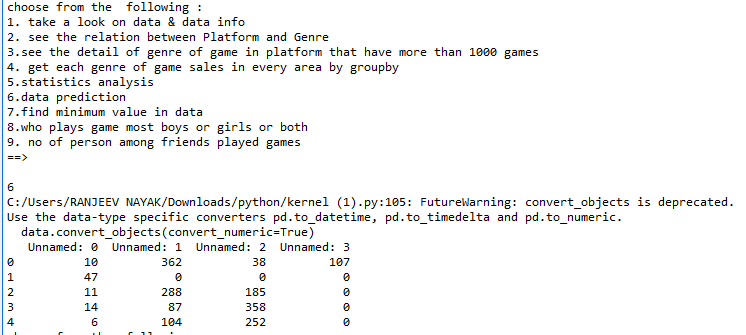 choose from the  following :
1. take a look on data & data info
2. see the relation between Platform and Genre
3.see the detail of genre of game in platform that have more than 1000 games
4. get each genre of game sales in every area by groupby
5.statistics analysis
6.data prediction
7.find minimum value in data
8.who plays game most boys or girls or both
9. no of person among friends played games
==>
6
C:/Users/RANJEEV NAYAK/Downloads/python/kernel (1).py:105: FutureWarning: convert_objects is deprecated.
Use the data-type specific converters pd.to_datetime, pd.to_timedelta and pd.to_numeric.
  data.convert_objects(convert_numeric=True)
   Unnamed: 0  Unnamed: 1  Unnamed: 2  Unnamed: 3
0          10         362          38         107
1          47           0           0           0
2          11         288         185           0
3          14          87         358           0
4           6         104         252           0